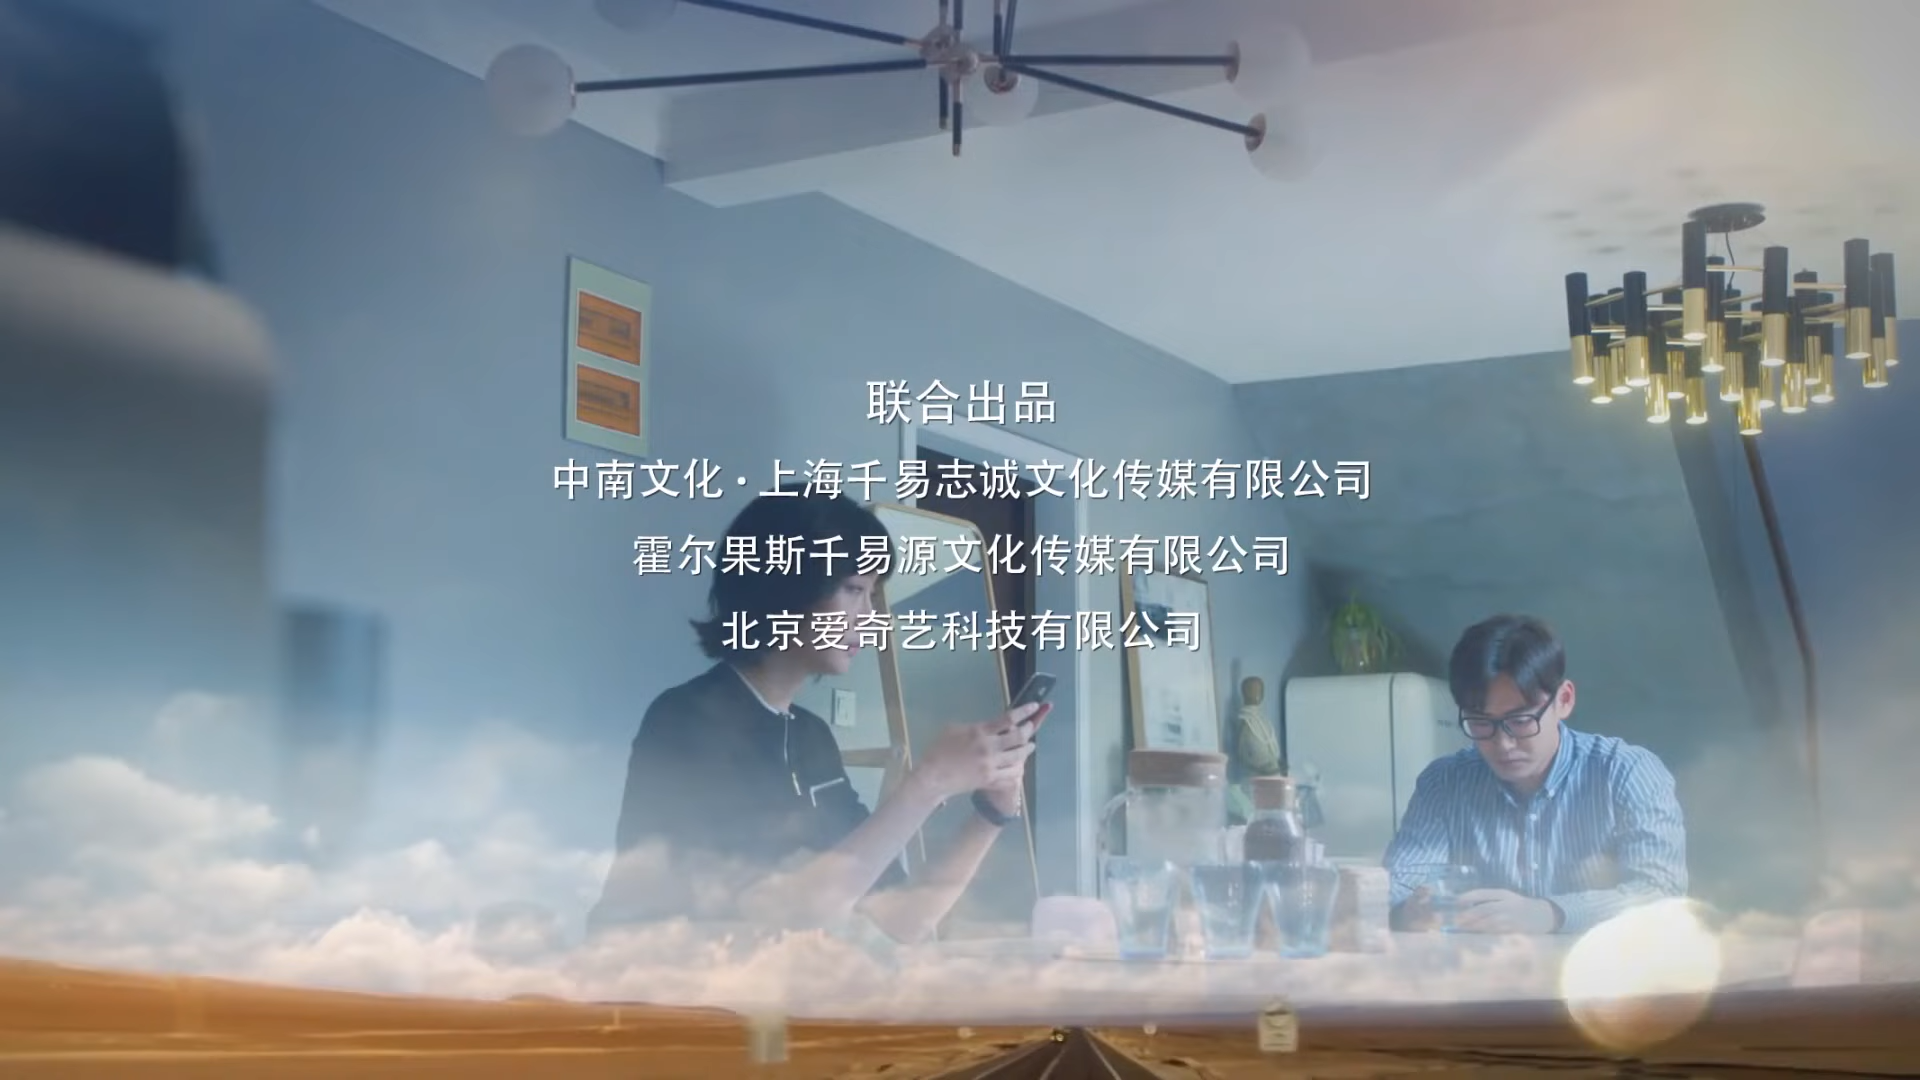 联合出品
中南文化·上海千易志诚文化传媒有限公司
霍尔果斯千易源文化传媒有限公司
北京爱奇艺科技有限公司